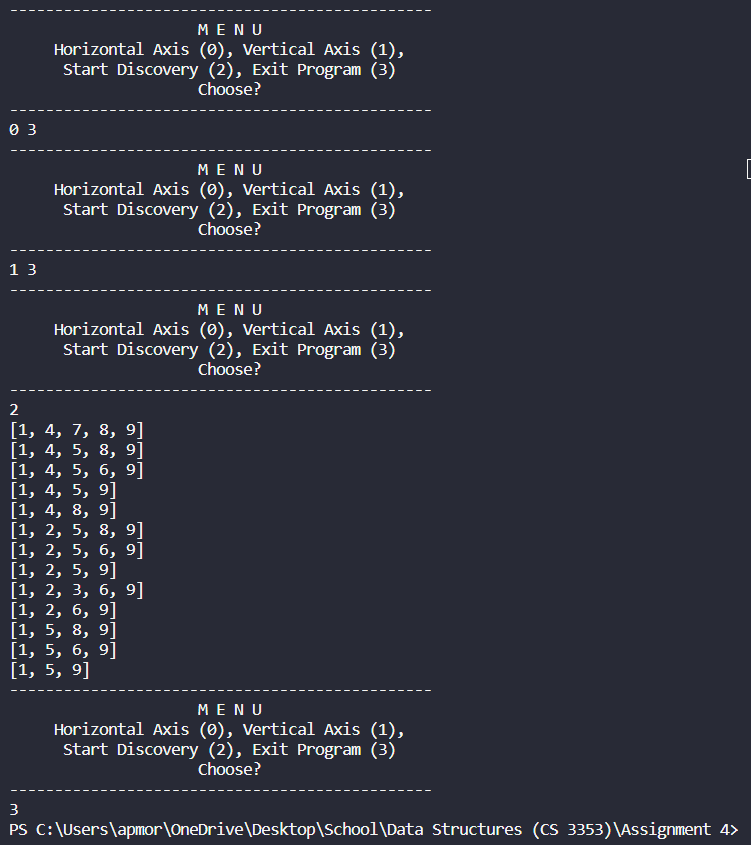 -----------------------------------------------
M E N U
Horizontal Axis (0), Vertical Axis (1),
Start Discovery (2), Exit Program (3)
Choose?
-----------------------------------------------
0 3
-----------------------------------------------
M E N U
Horizontal Axis (0), Vertical Axis (1),
Start Discovery (2), Exit Program (3)
Choose?
-----------------------------------------------
1 3
-----------------------------------------------
M E N U
Horizontal Axis (0), Vertical Axis (1),
Start Discovery (2), Exit Program (3)
Choose?
-----------------------------------------------
2
[1, 4, 7, 8, 9]
[1, 4, 5, 8, 9]
[1, 4, 5, 6, 9]
[1, 4, 5, 9]
[1, 4, 8, 9]
[1, 2, 5, 8, 9]
[1, 2, 5, 6, 9]
[1, 2, 5, 9]
[1, 2, 3, 6, 9]
[1, 2, 6, 9]
[1, 5, 8, 9]
[1, 5, 6, 9]
[1, 5, 9]
-----------------------------------------------
M E N U
Horizontal Axis (0), Vertical Axis (1),
Start Discovery (2), Exit Program (3)
Choose?
-----------------------------------------------
3
PS C:\Users\apmor\OneDrive\Desktop\School\Data Structures (CS 3353)\Assignment 4>